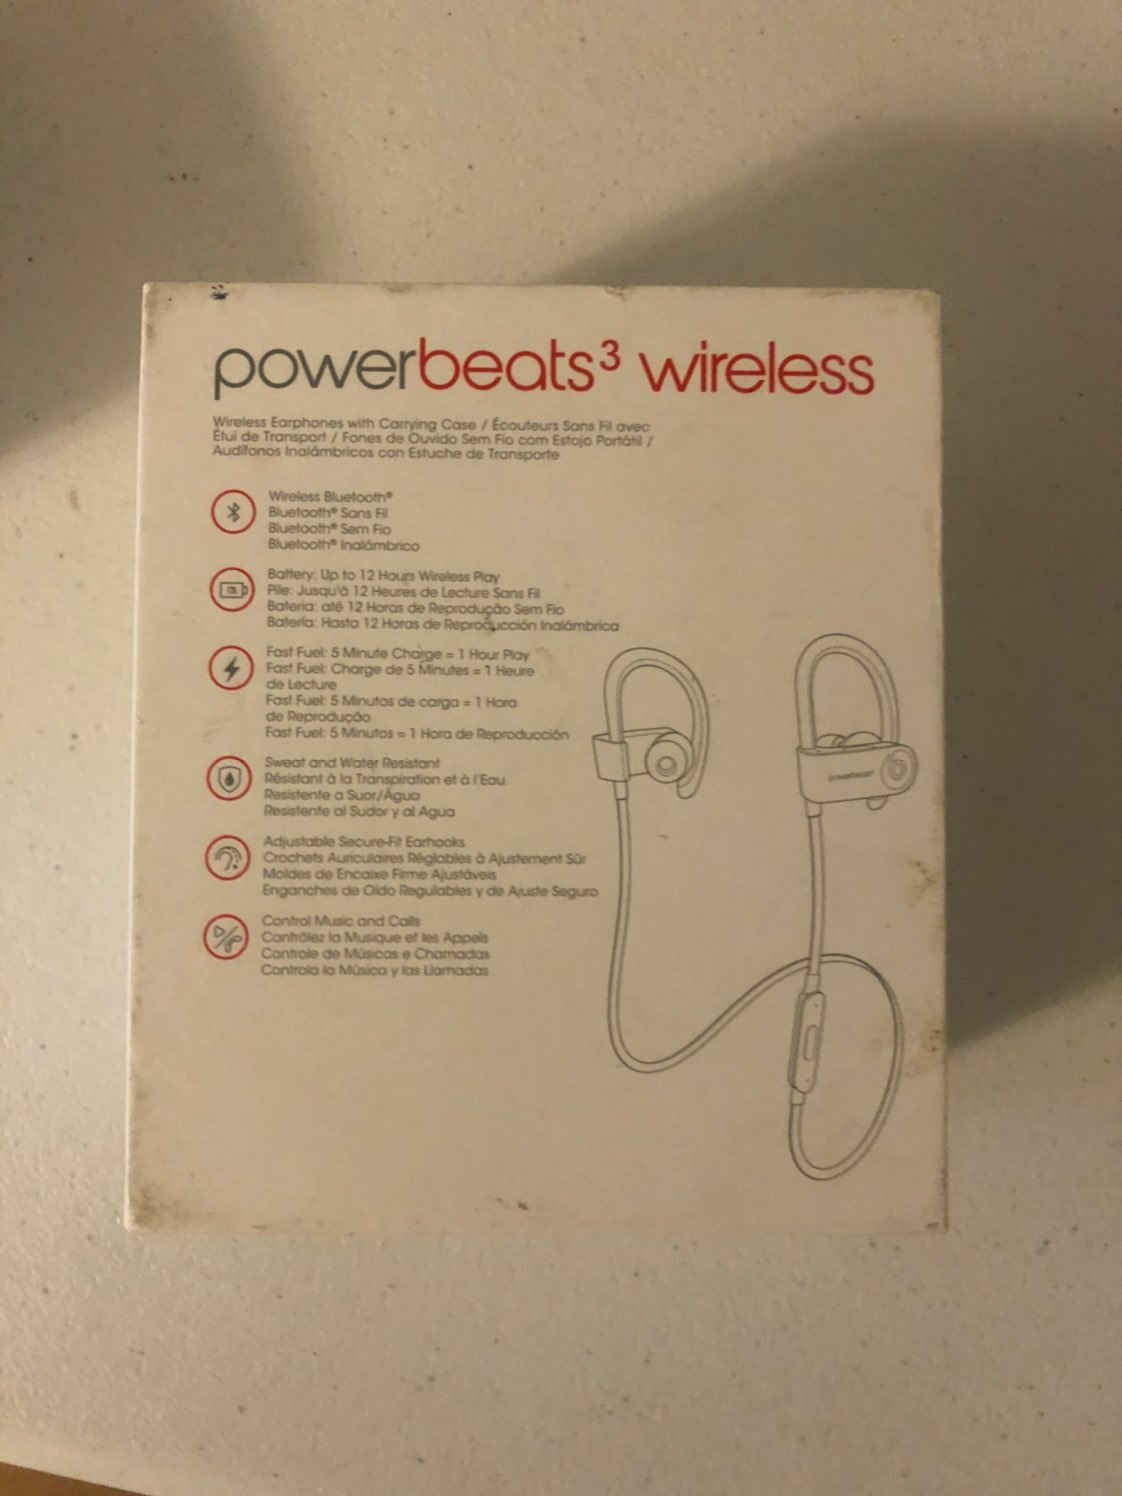 powerbeats³ wireless
Wireless Earphones with Carrying Case / Écouteurs Sans Fil avec
Étui de Transport / Fones de Ouvido Sem Fio com Estojo Portátil /
Audífonos Inalámbricos con Estuche de Transporte
Wireless Bluetooth®
Bluetooth® Sans Fil
Bluetooth® Sem Fio
Bluetooth® Inalámbrico
Battery: Up to 12 Hours Wireless Play
Pile: Jusqu'à 12 Heures de Lecture Sans Fil
Bateria: até 12 Horas de Reprodução Sem Fio
Batería: Hasta 12 Horas de Reproducción Inalámbrica
Fast Fuel: 5 Minute Charge = 1 Hour Play
Fast Fuel: Charge de 5 Minutes = 1 Heure
de Lecture
Fast Fuel: 5 Minutos de carga = 1 Hora
de Reprodução
Fast Fuel: 5 Minutos = 1 Hora de Reproducción
Sweat and Water Resistant
Résistant à la Transpiration et à l'Eau
Resistente a Suor/Água
Resistente al Sudor y al Agua
Adjustable Secure-Fit Earhooks
Crochets Auriculaires Réglables à Ajustement Sûr
Moldes de Encaixe Firme Ajustáveis
Enganches de Oído Regulables y de Ajuste Seguro
Control Music and Calls
Contrôlez la Musique et les Appels
Controle de Músicas e Chamadas
Controla la Música y las Llamadas
powerbeats³